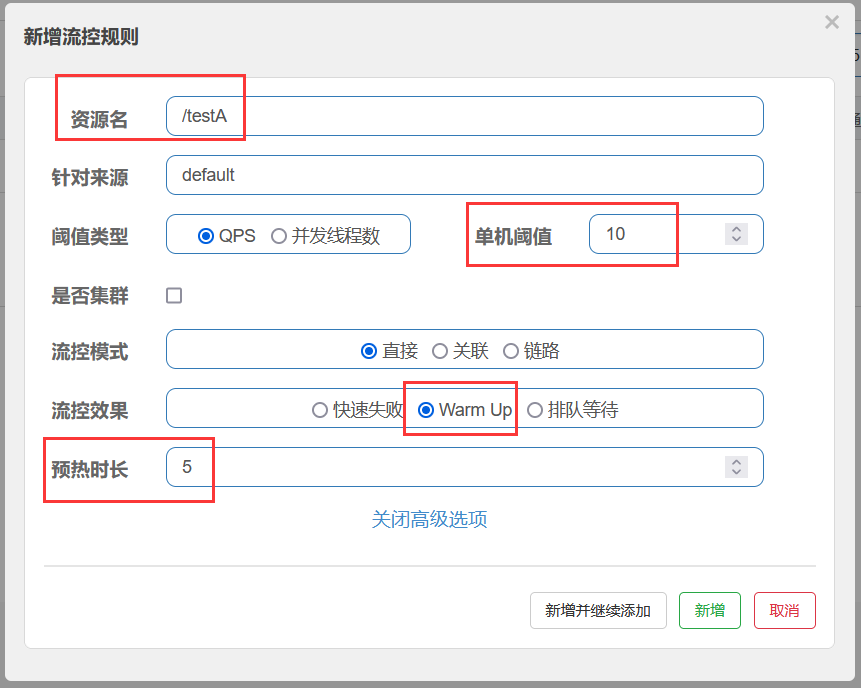 新增流控规则
×
资源名 /testA
针对来源 default
阈值类型 QPS 并发线程数 单机阈值 10
是否集群
流控模式 直接 关联 链路
流控效果 快速失败 Warm Up 排队等待
预热时长 5
关闭高级选项
新增并继续添加 新增 取消